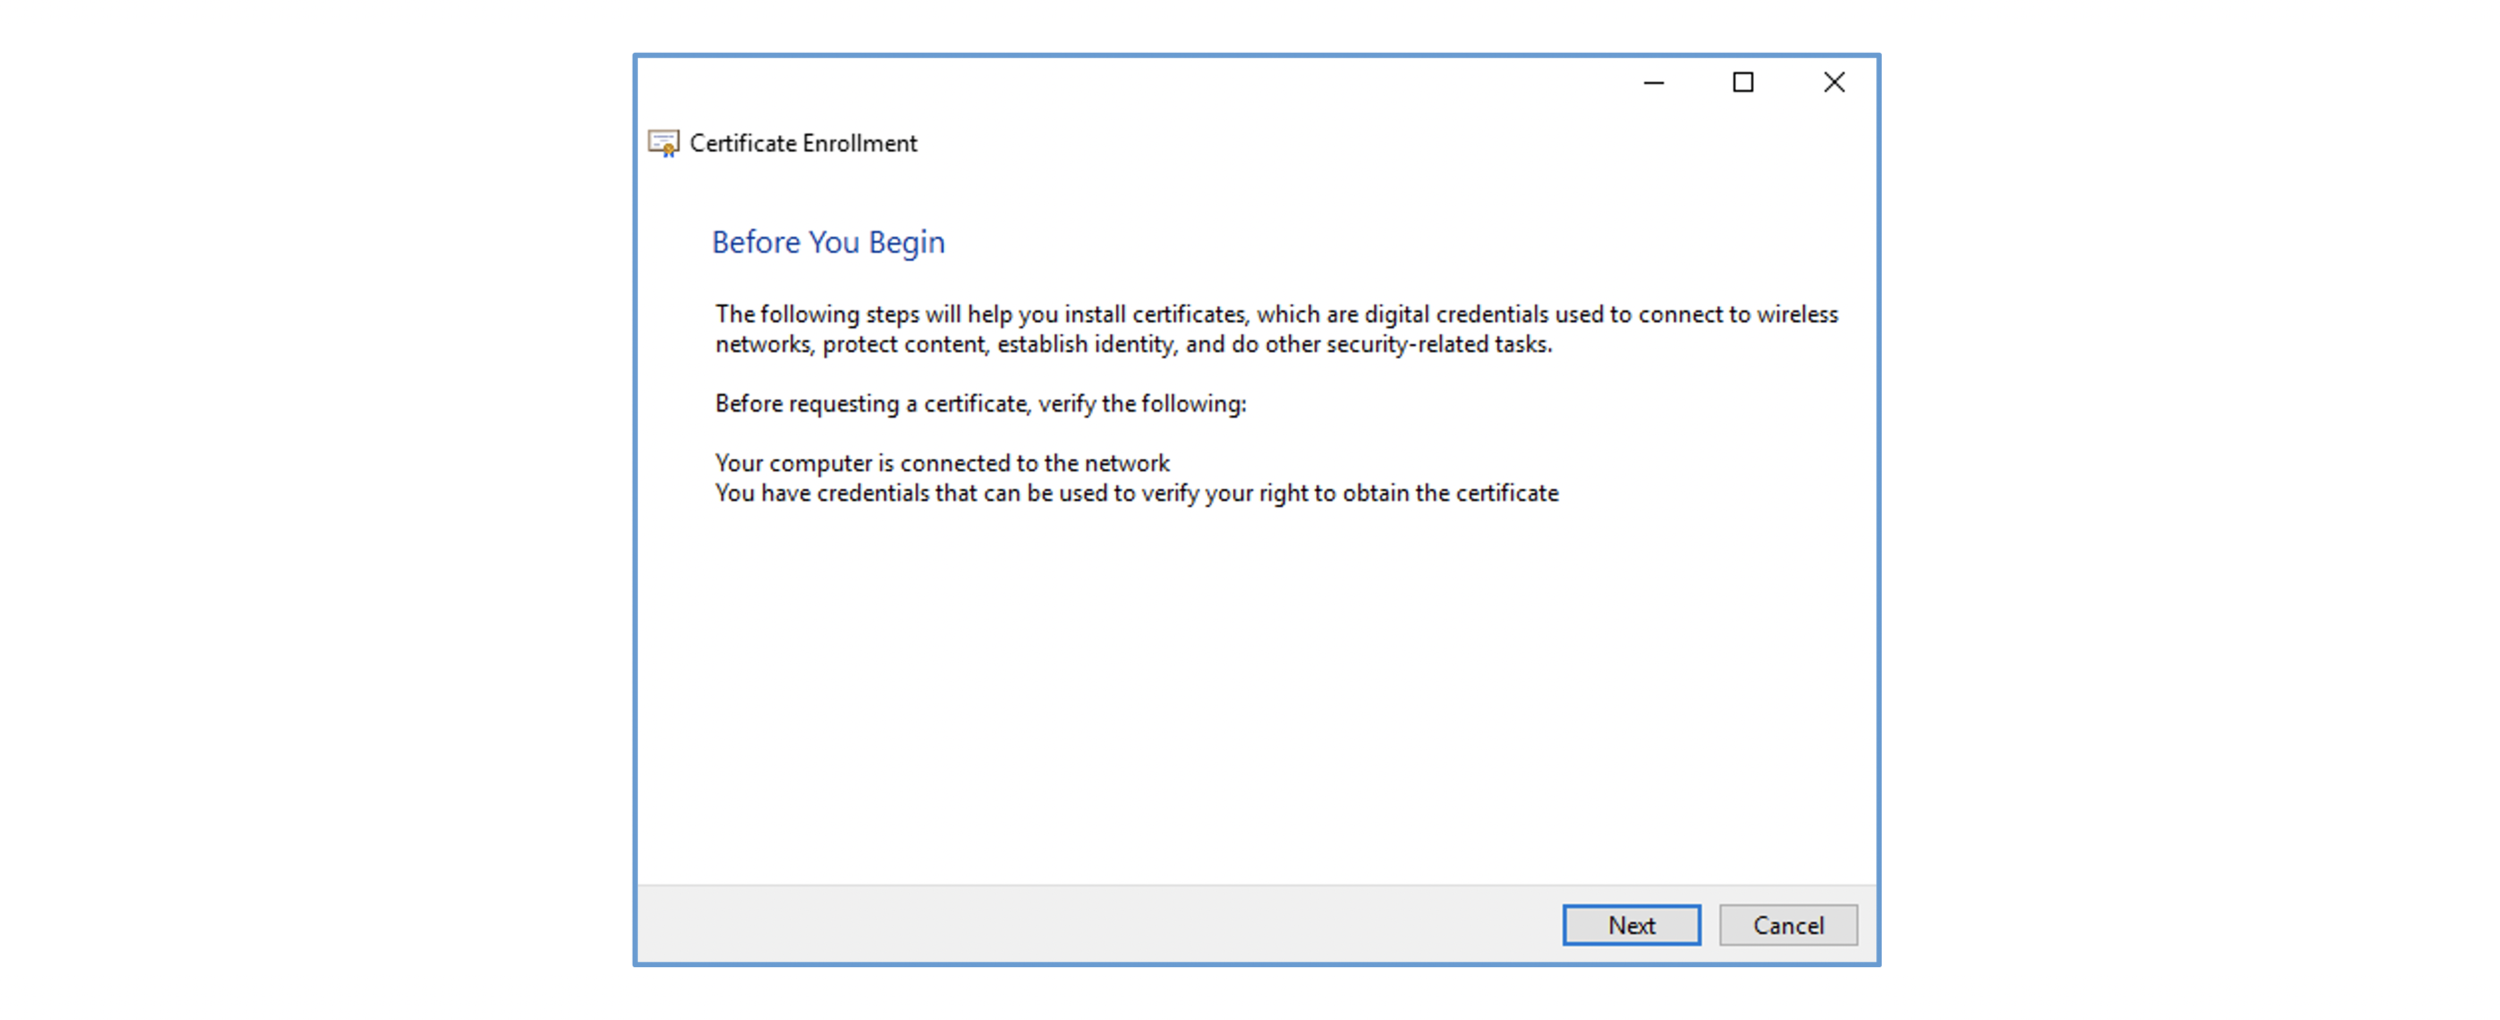 Certificate Enrollment
Before You Begin
The following steps will help you install certificates, which are digital credentials used to connect to wireless
networks, protect content, establish identity, and do other security-related tasks.
Before requesting a certificate, verify the following:
Your computer is connected to the network
You have credentials that can be used to verify your right to obtain the certificate
Next
Cancel